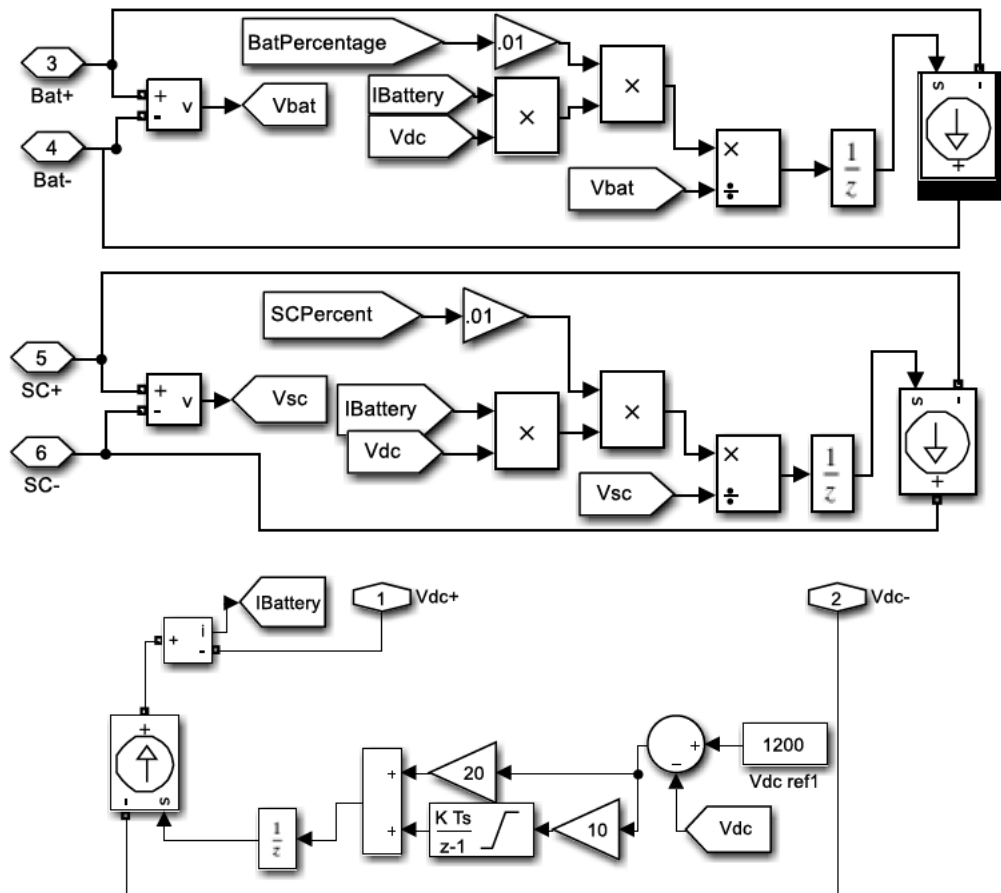 BatPercentage
.01
3
Bat+
+
-
v
Vbat
IBattery
Vdc
×
×
s
-
+
4
Bat-
Vbat
×
÷
1
z
SCPercent
.01
5
SC+
+
-
v
Vsc
IBattery
Vdc
×
×
s
-
+
6
SC-
Vsc
×
÷
1
z
IBattery
1
Vdc+
2
Vdc-
+
i
-
+
-
s
1
z
+
+
20
K Ts
z-1
10
+
−
1200
Vdc ref1
Vdc